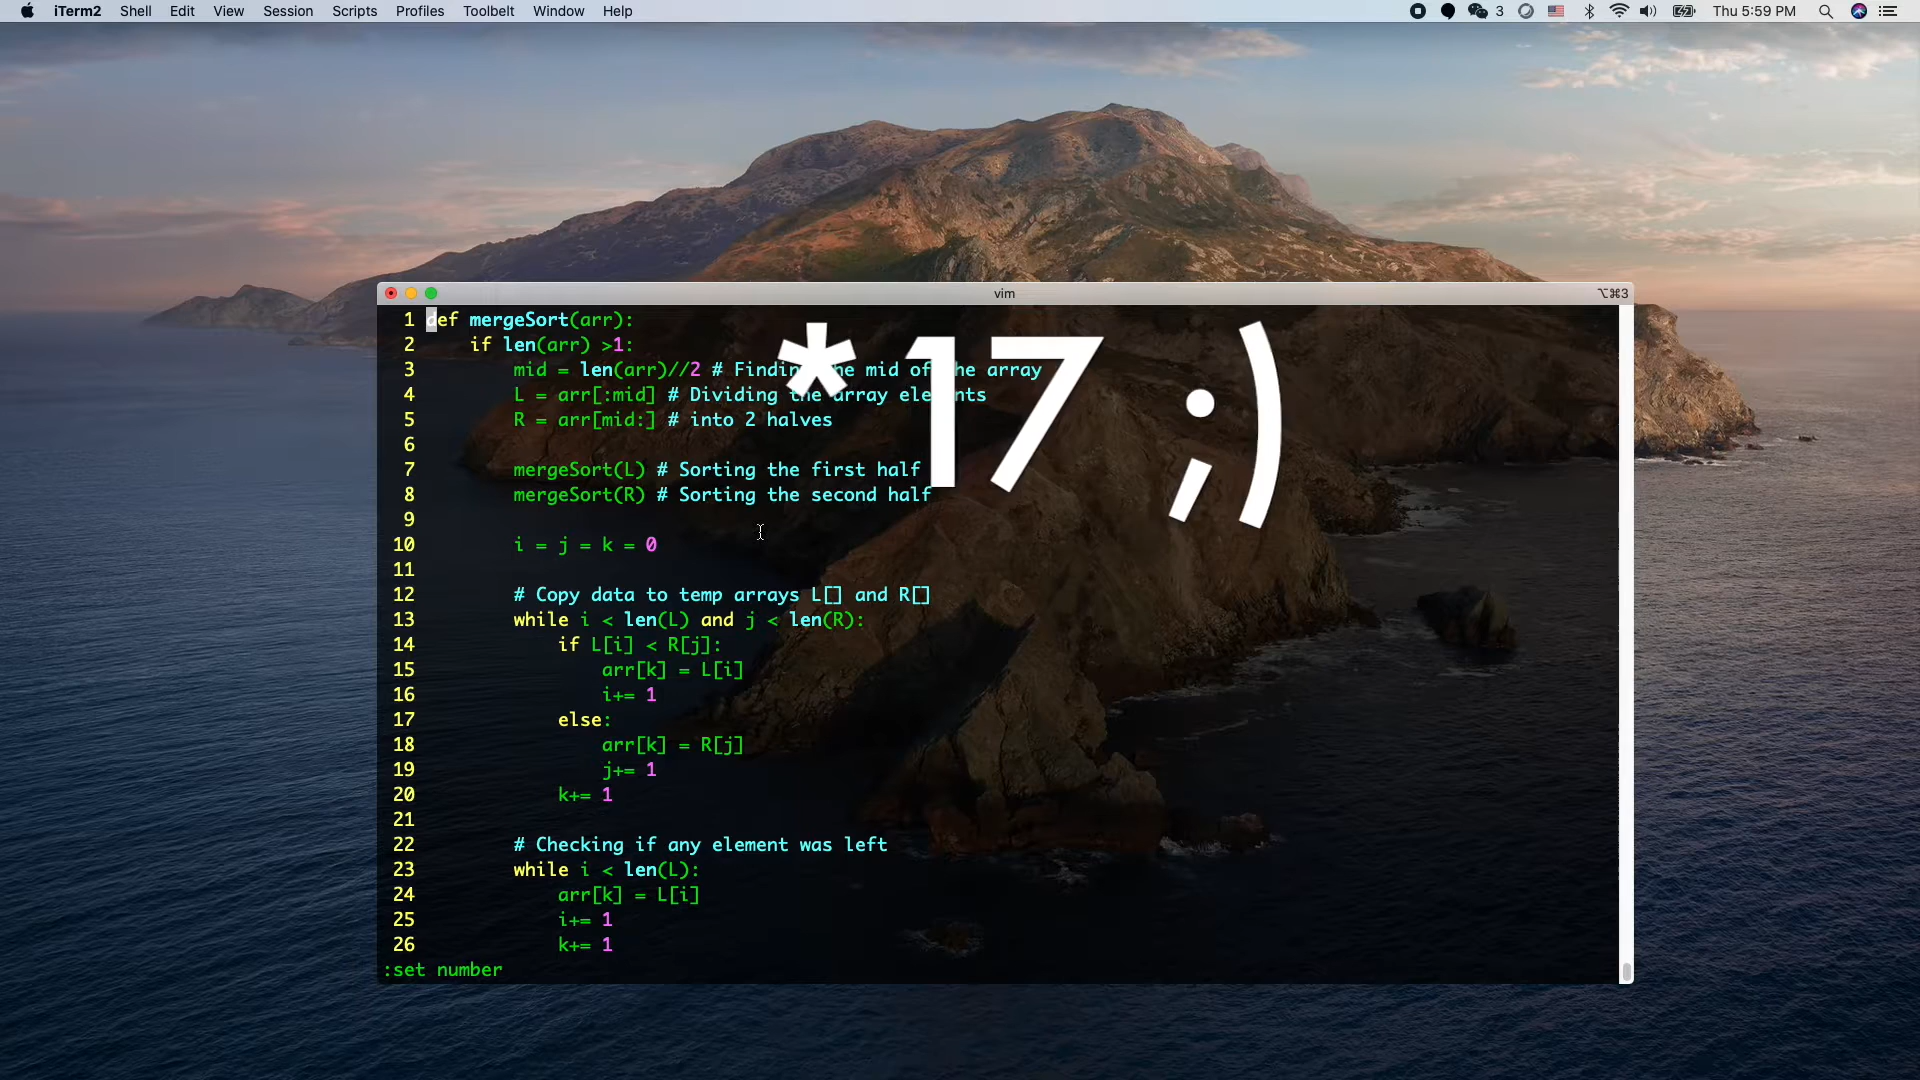 iTerm2 Shell Edit View Session Scripts Profiles Toolbelt Window Help 3 Thu 5:59 PM
vim ⌥⌘3
*17 ;)
1 def mergeSort(arr):
2 if len(arr) >1:
3 mid = len(arr)//2 # Finding the mid of the array
4 L = arr[:mid] # Dividing the array elements
5 R = arr[mid:] # into 2 halves
6
7 mergeSort(L) # Sorting the first half
8 mergeSort(R) # Sorting the second half
9
10 i = j = k = 0
11
12 # Copy data to temp arrays L[] and R[]
13 while i < len(L) and j < len(R):
14 if L[i] < R[j]:
15 arr[k] = L[i]
16 i+= 1
17 else:
18 arr[k] = R[j]
19 j+= 1
20 k+= 1
21
22 # Checking if any element was left
23 while i < len(L):
24 arr[k] = L[i]
25 i+= 1
26 k+= 1
:set number